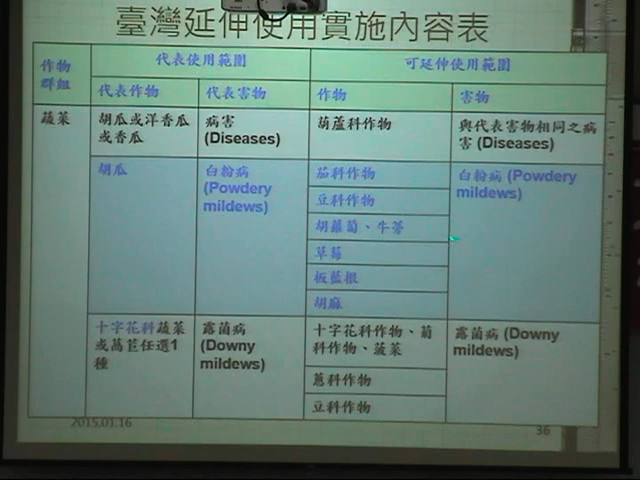 臺灣延伸使用實施內容表
作物群組
代表使用範圍
可延伸使用範圍
代表作物
代表害物
作物
害物
蔬菜
胡瓜或洋香瓜
或香瓜
病害
(Diseases)
葫蘆科作物
與代表害物相同之病
害 (Diseases)
胡瓜
白粉病
(Powdery
mildews)
茄科作物
豆科作物
胡蘿蔔、牛蒡
草莓
板藍根
胡麻
白粉病 (Powdery
mildews)
十字花科蔬菜
或萵苣任選1
種
露菌病
(Downy
mildews)
十字花科作物、菊
科作物、菠菜
蔥科作物
豆科作物
露菌病 (Downy
mildews)
2015.01.16
36